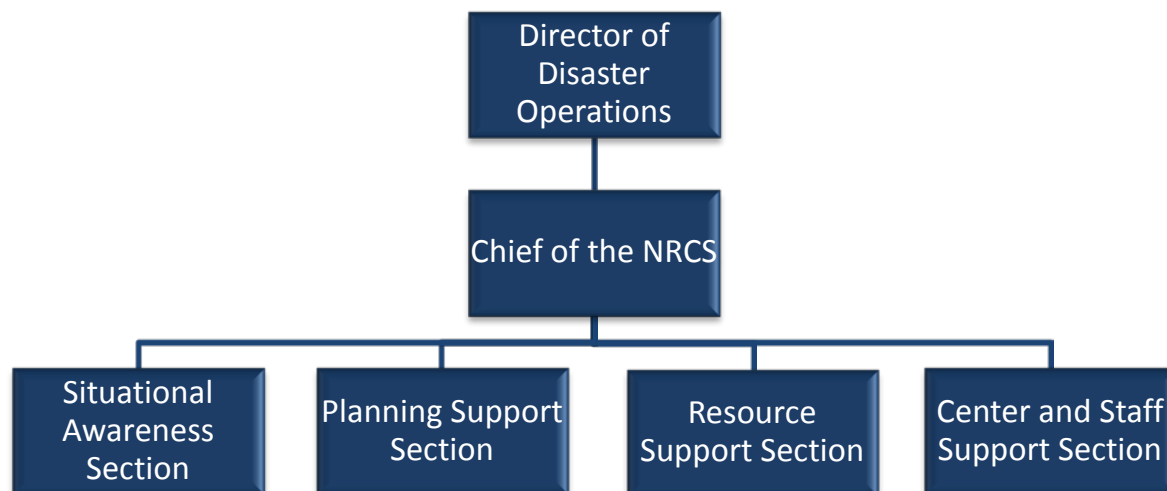 Director of
Disaster
Operations
Chief of the NRCS
Situational
Awareness
Section
Planning Support
Section
Resource
Support Section
Center and Staff
Support Section